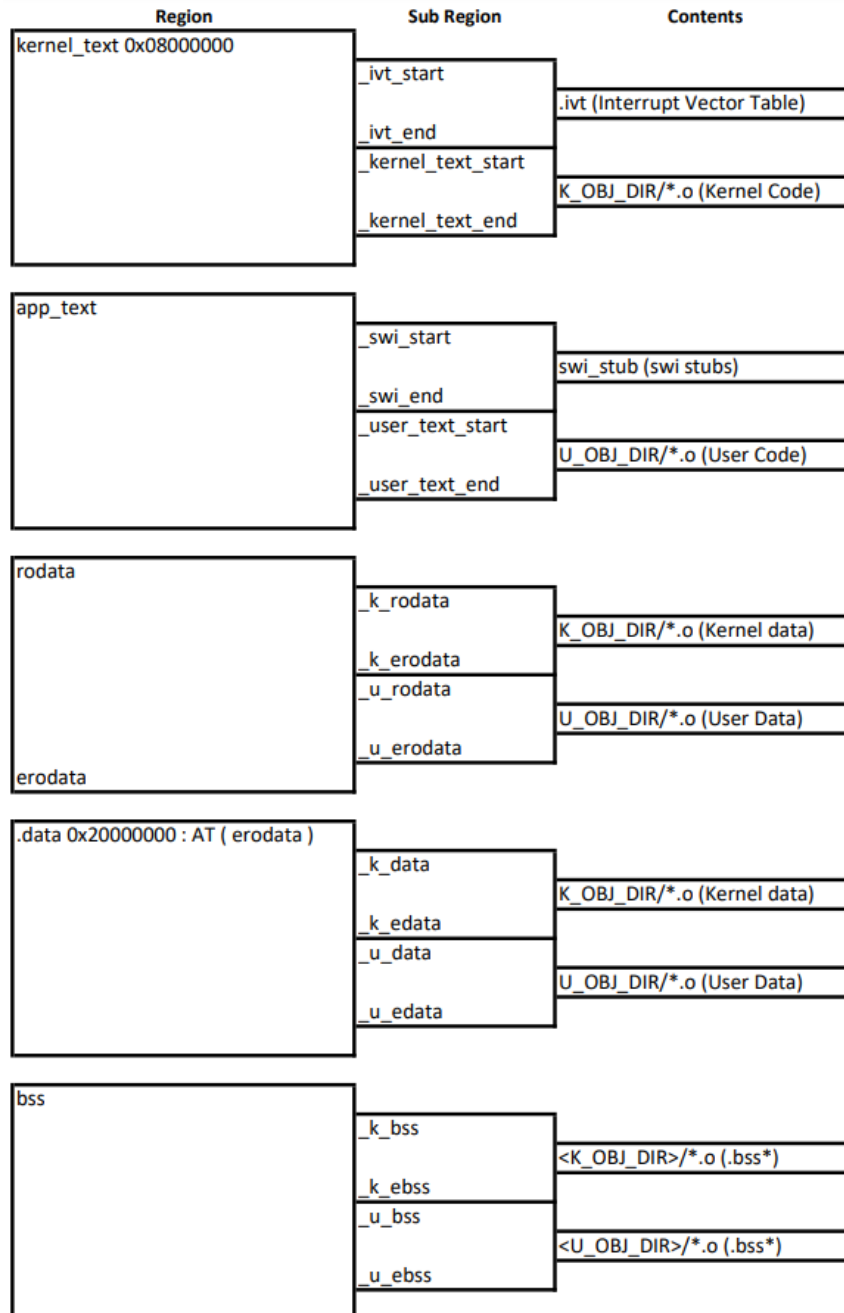 Region Sub Region Contents
kernel_text 0x08000000
_ivt_start
.ivt (Interrupt Vector Table)
_ivt_end
_kernel_text_start
K_OBJ_DIR/*.o (Kernel Code)
_kernel_text_end
app_text
_swi_start
swi_stub (swi stubs)
_swi_end
_user_text_start
U_OBJ_DIR/*.o (User Code)
_user_text_end
rodata
_k_rodata
K_OBJ_DIR/*.o (Kernel data)
_k_erodata
_u_rodata
U_OBJ_DIR/*.o (User Data)
_u_erodata
erodata
.data 0x20000000 : AT ( erodata )
_k_data
K_OBJ_DIR/*.o (Kernel data)
_k_edata
_u_data
U_OBJ_DIR/*.o (User Data)
_u_edata
bss
_k_bss
<K_OBJ_DIR>/*.o (.bss*)
_k_ebss
_u_bss
<U_OBJ_DIR>/*.o (.bss*)
_u_ebss